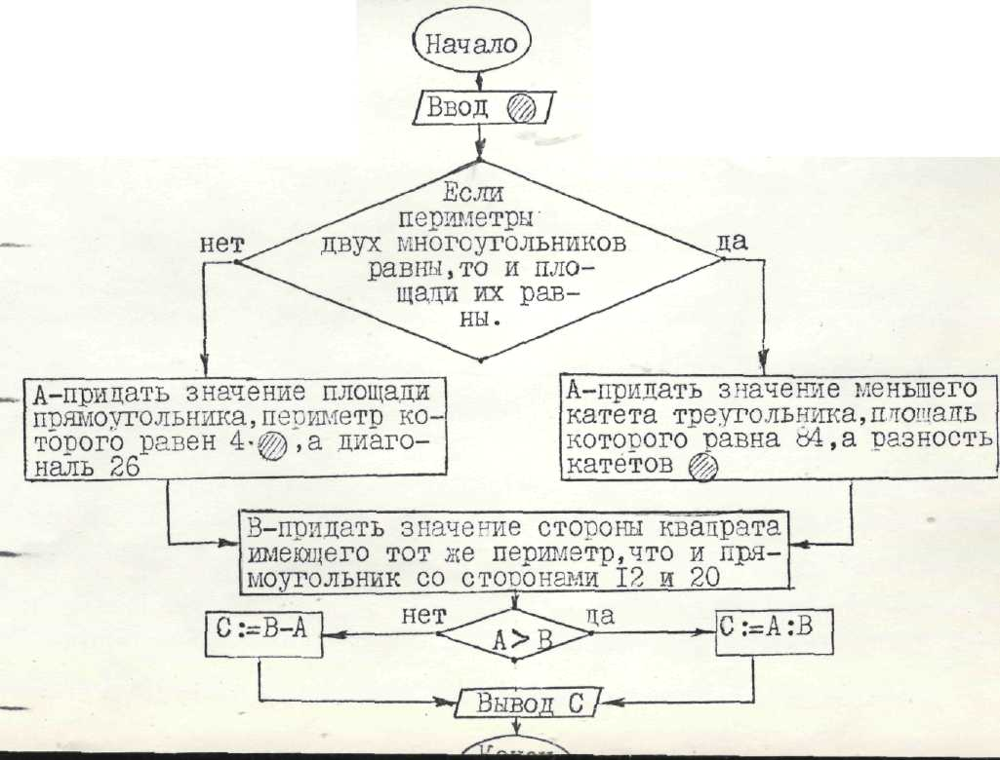 Начало
Ввод
Если
периметры
двух многоугольников
равны, то и пло-
щади их рав-
ны.
нет
да
А-придать значение площади
прямоугольника, периметр ко-
торого равен 4· , а диаго-
наль 26
А-придать значение меньшего
катета треугольника, площадь
которого равна 84, а разность
катетов
В-придать значение стороны квадрата
имеющего тот же периметр, что и пря-
моугольник со сторонами 12 и 20
нет
да
С:=В-А
А>В
С:=А:В
Вывод С